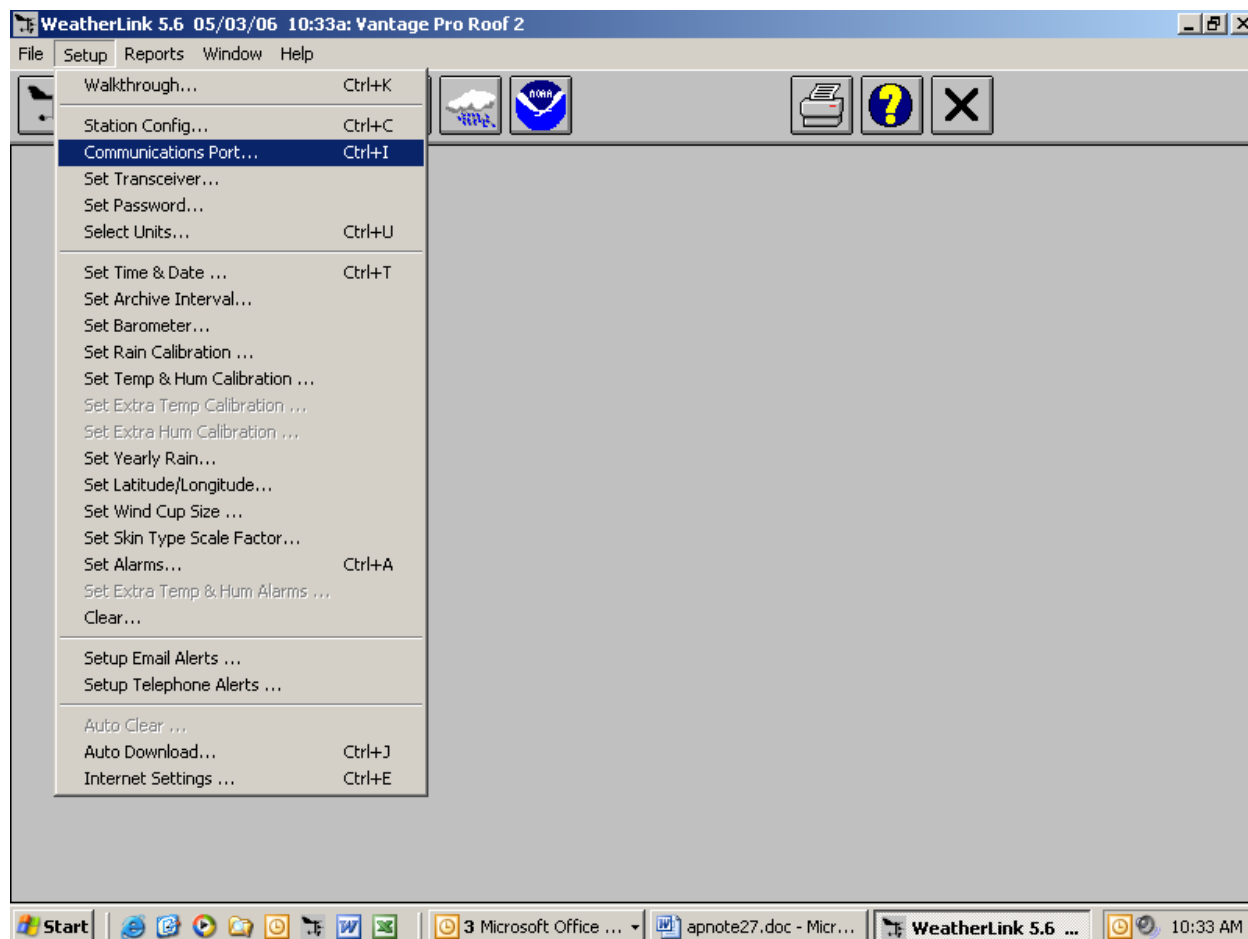 WeatherLink 5.6 05/03/06 10:33a: Vantage Pro Roof 2
File Setup Reports Window Help
Walkthrough... Ctrl+K
Station Config... Ctrl+C
Communications Port... Ctrl+I
Set Transceiver...
Set Password...
Select Units... Ctrl+U
Set Time & Date ... Ctrl+T
Set Archive Interval...
Set Barometer...
Set Rain Calibration ...
Set Temp & Hum Calibration ...
Set Extra Temp Calibration ...
Set Extra Hum Calibration ...
Set Yearly Rain...
Set Latitude/Longitude...
Set Wind Cup Size ...
Set Skin Type Scale Factor...
Set Alarms... Ctrl+A
Set Extra Temp & Hum Alarms ...
Clear...
Setup Email Alerts ...
Setup Telephone Alerts ...
Auto Clear ...
Auto Download... Ctrl+J
Internet Settings ... Ctrl+E
NOAA
Start 3 Microsoft Office ... apnote27.doc - Micr... WeatherLink 5.6 ... 10:33 AM